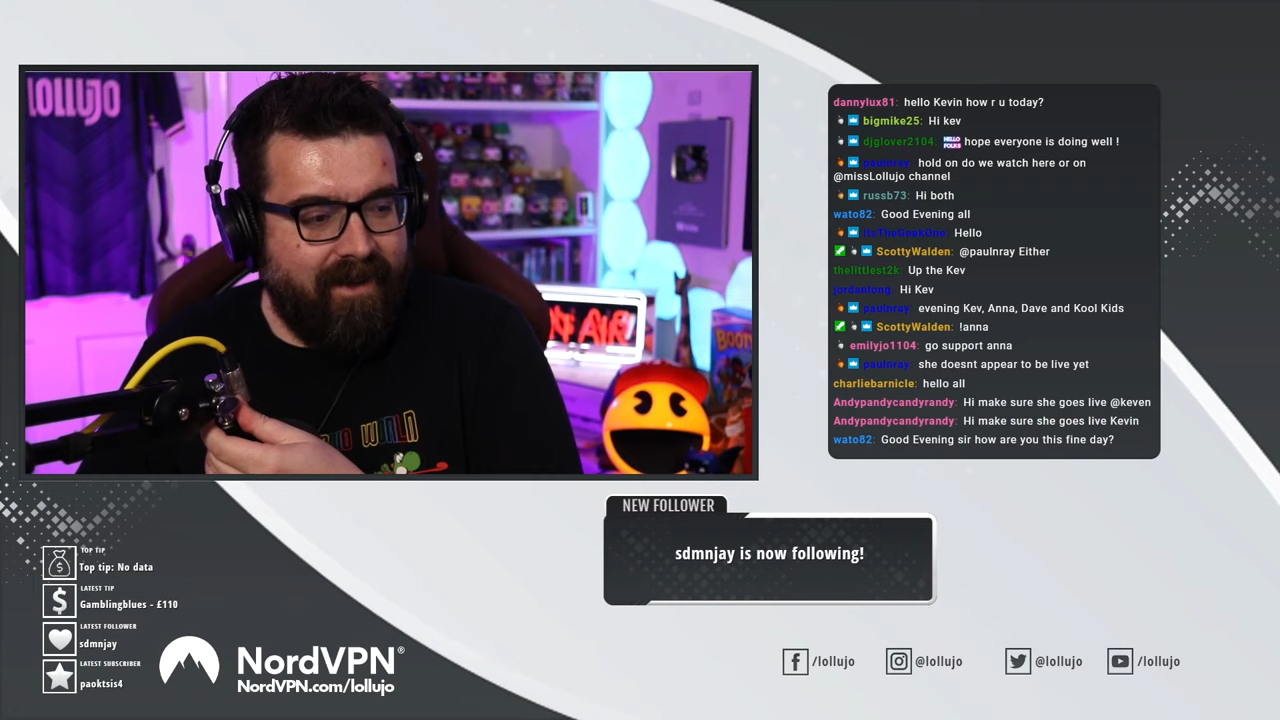 LOLLUJO
ON AIR
dannylux81: hello Kevin how r u today?
bigmike25: Hi kev
djglover2104: HELLO FOLKS hope everyone is doing well !
paulnray: hold on do we watch here or on
@missLollujo channel
russb73: Hi both
wato82: Good Evening all
ItsTheGeekOne: Hello
ScottyWalden: @paulnray Either
thelittlest2k: Up the Kev
jordanlong: Hi Kev
paulnray: evening Kev, Anna, Dave and Kool Kids
ScottyWalden: !anna
emilyjo1104: go support anna
paulnray: she doesnt appear to be live yet
charliebarnicle: hello all
Andypandycandyrandy: Hi make sure she goes live @keven
Andypandycandyrandy: Hi make sure she goes live Kevin
wato82: Good Evening sir how are you this fine day?
NEW FOLLOWER
sdmnjay is now following!
TOP TIP
Top tip: No data
LATEST TIP
Gamblingblues - £110
LATEST FOLLOWER
sdmnjay
LATEST SUBSCRIBER
paoktsis4
NordVPN®
NordVPN.com/lollujo
/lollujo
@lollujo
@lollujo
/lollujo